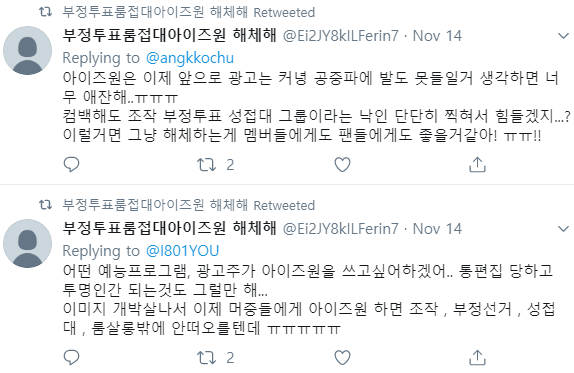 부정투표룸접대아이즈원 해체해 Retweeted
부정투표룸접대아이즈원 해체해 @Ei2JY8kILFerin7 · Nov 14
Replying to @angkkochu
아이즈원은 이제 앞으로 광고는 커녕 공중파에 발도 못들일거 생각하면 너
무 애잔해..ㅠㅠㅠ
컴백해도 조작 부정투표 성접대 그룹이라는 낙인 단단히 찍혀서 힘들겠지...?
이럴거면 그냥 해체하는게 멤버들에게도 팬들에게도 좋을거같아! ㅠㅠ!!
2
부정투표룸접대아이즈원 해체해 Retweeted
부정투표룸접대아이즈원 해체해 @Ei2JY8kILFerin7 · Nov 14
Replying to @I801YOU
어떤 예능프로그램, 광고주가 아이즈원을 쓰고싶어하겠어.. 통편집 당하고
투명인간 되는것도 그럴만 해...
이미지 개박살나서 이제 머중들에게 아이즈원 하면 조작 , 부정선거 , 성접
대 , 룸살롱밖에 안떠오를텐데 ㅠㅠㅠㅠㅠ
2